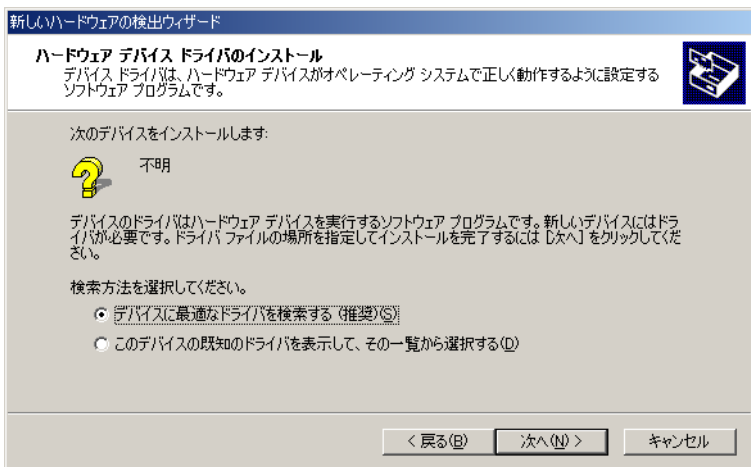 新しいハードウェアの検出ウィザード
ハードウェア デバイス ドライバのインストール
デバイス ドライバは、ハードウェア デバイスがオペレーティング システムで正しく動作するように設定する
ソフトウェア プログラムです。
次のデバイスをインストールします:
不明
デバイスのドライバはハードウェア デバイスを実行するソフトウェア プログラムです。新しいデバイスにはドラ
イバが必要です。ドライバ ファイルの場所を指定してインストールを完了するには [次へ] をクリックしてくだ
さい。
検索方法を選択してください。
デバイスに最適なドライバを検索する (推奨)(S)
このデバイスの既知のドライバを表示して、その一覧から選択する(D)
< 戻る(B)
次へ(N) >
キャンセル